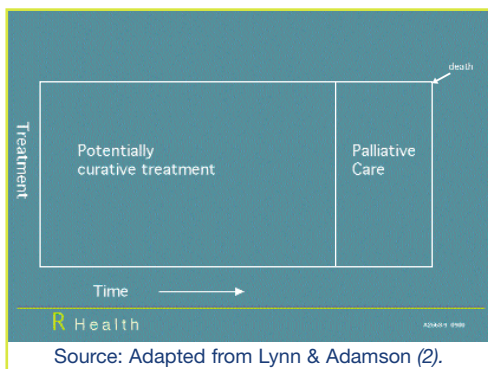 death
Treatment
Potentially
curative treatment
Palliative
Care
Time
R Health
Source: Adapted from Lynn & Adamson (2).